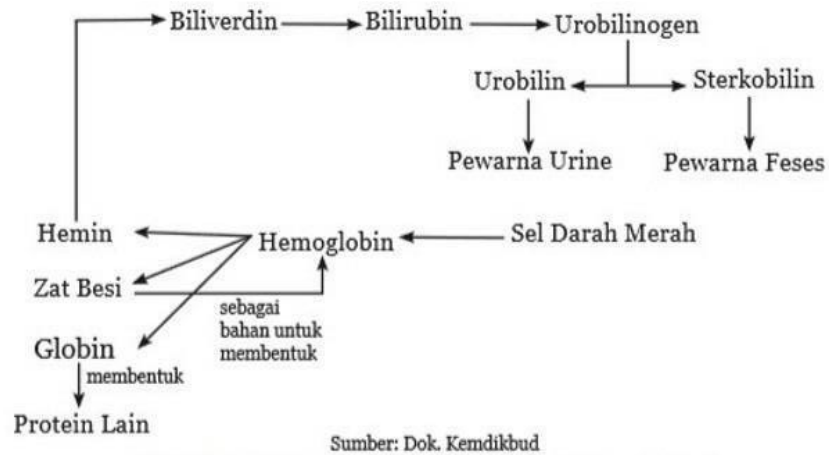 Biliverdin
Bilirubin
Urobilinogen
Urobilin
Sterkobilin
Pewarna Urine
Pewarna Feses
Hemin
Hemoglobin
Sel Darah Merah
Zat Besi
sebagai
bahan untuk
membentuk
Globin
membentuk
Protein Lain
Sumber: Dok. Kemdikbud